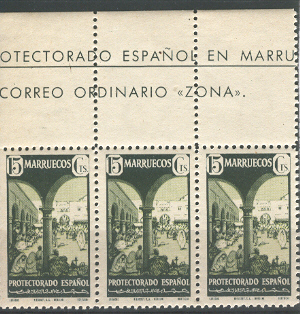 OTECTORADO ESPAÑOL EN MARRU
CORREO ORDINARIO «ZONA».
15 MARRUECOS CTS.
PROTECTORADO ESPAÑOL
15 MARRUECOS CTS.
PROTECTORADO ESPAÑOL
15 MARRUECOS CTS.
PROTECTORADO ESPAÑOL